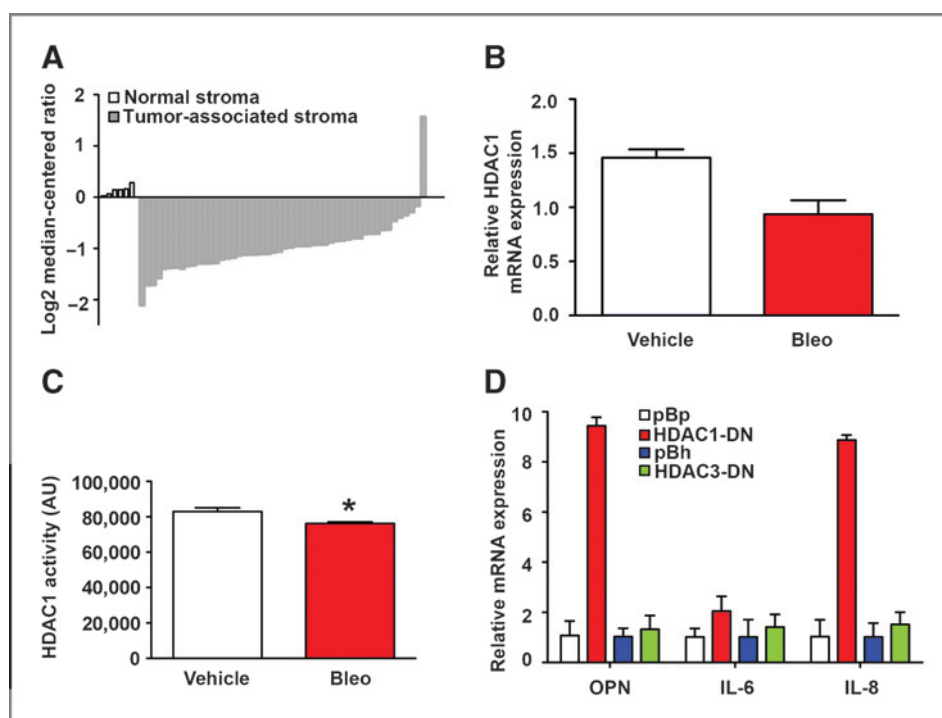 A
Log2 median-centered ratio
2
1
0
−1
−2
Normal stroma
Tumor-associated stroma
B
Relative HDAC1
mRNA expression
2.0
1.5
1.0
0.5
0.0
Vehicle Bleo
C
HDAC1 activity (AU)
100,000
80,000
60,000
40,000
20,000
0
*
Vehicle Bleo
D
Relative mRNA expression
10
8
6
4
2
0
pBp
HDAC1-DN
pBh
HDAC3-DN
OPN IL-6 IL-8